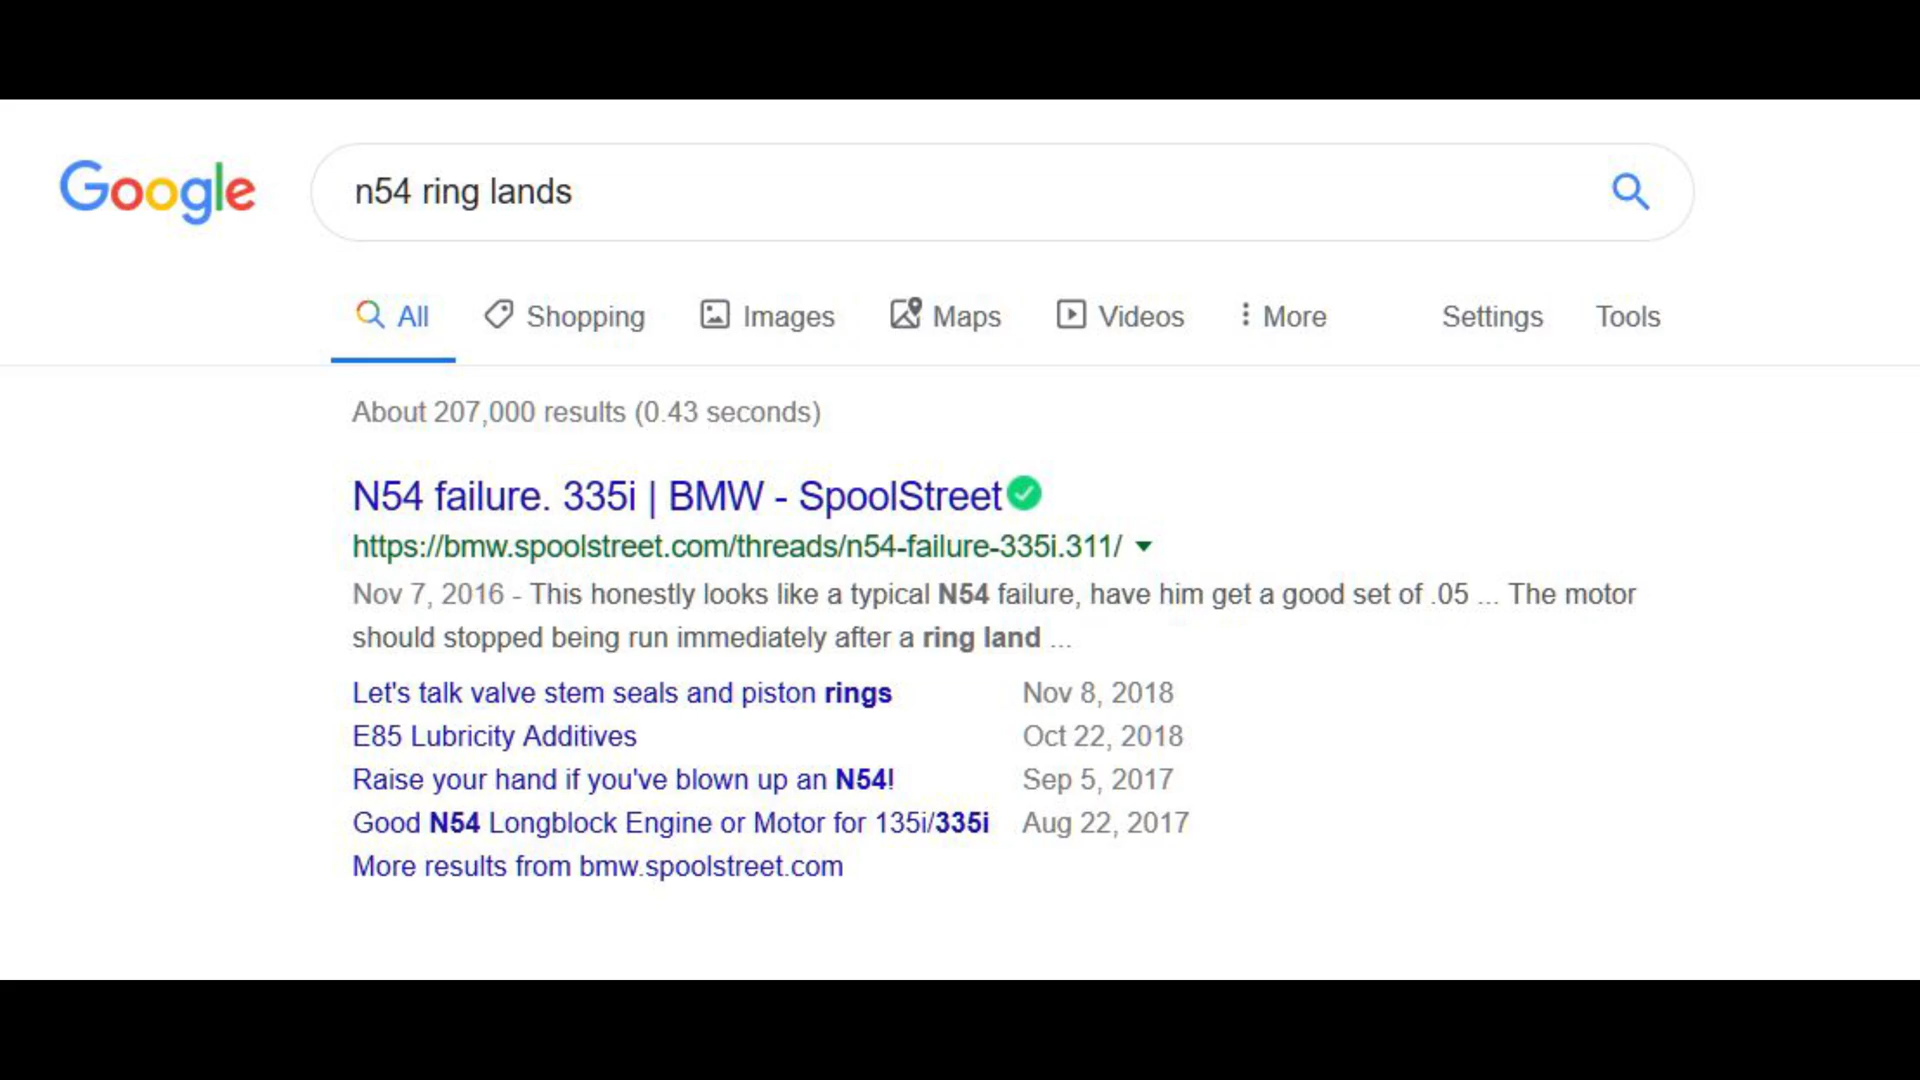 Google
n54 ring lands
All Shopping Images Maps Videos More Settings Tools
About 207,000 results (0.43 seconds)
N54 failure. 335i | BMW - SpoolStreet
https://bmw.spoolstreet.com/threads/n54-failure-335i.311/
Nov 7, 2016 - This honestly looks like a typical N54 failure, have him get a good set of .05 ... The motor
should stopped being run immediately after a ring land ...
Let's talk valve stem seals and piston rings Nov 8, 2018
E85 Lubricity Additives Oct 22, 2018
Raise your hand if you've blown up an N54! Sep 5, 2017
Good N54 Longblock Engine or Motor for 135i/335i Aug 22, 2017
More results from bmw.spoolstreet.com